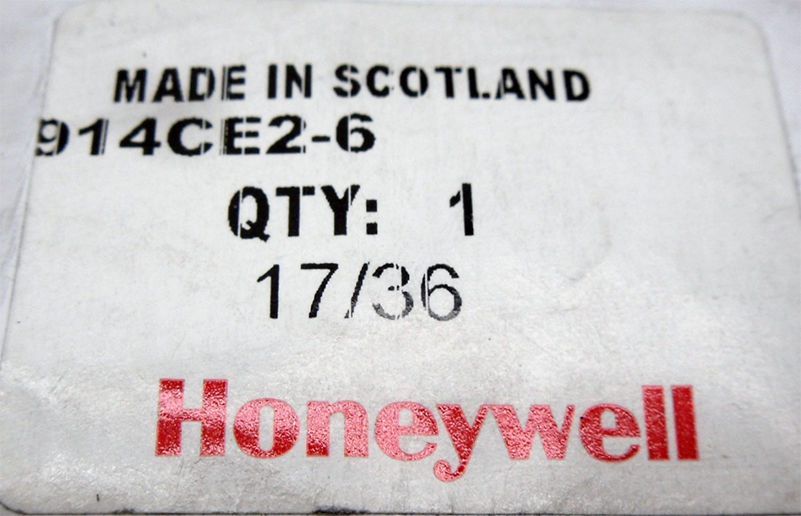 MADE IN SCOTLAND
914CE2-6
QTY: 1
17/36
Honeywell